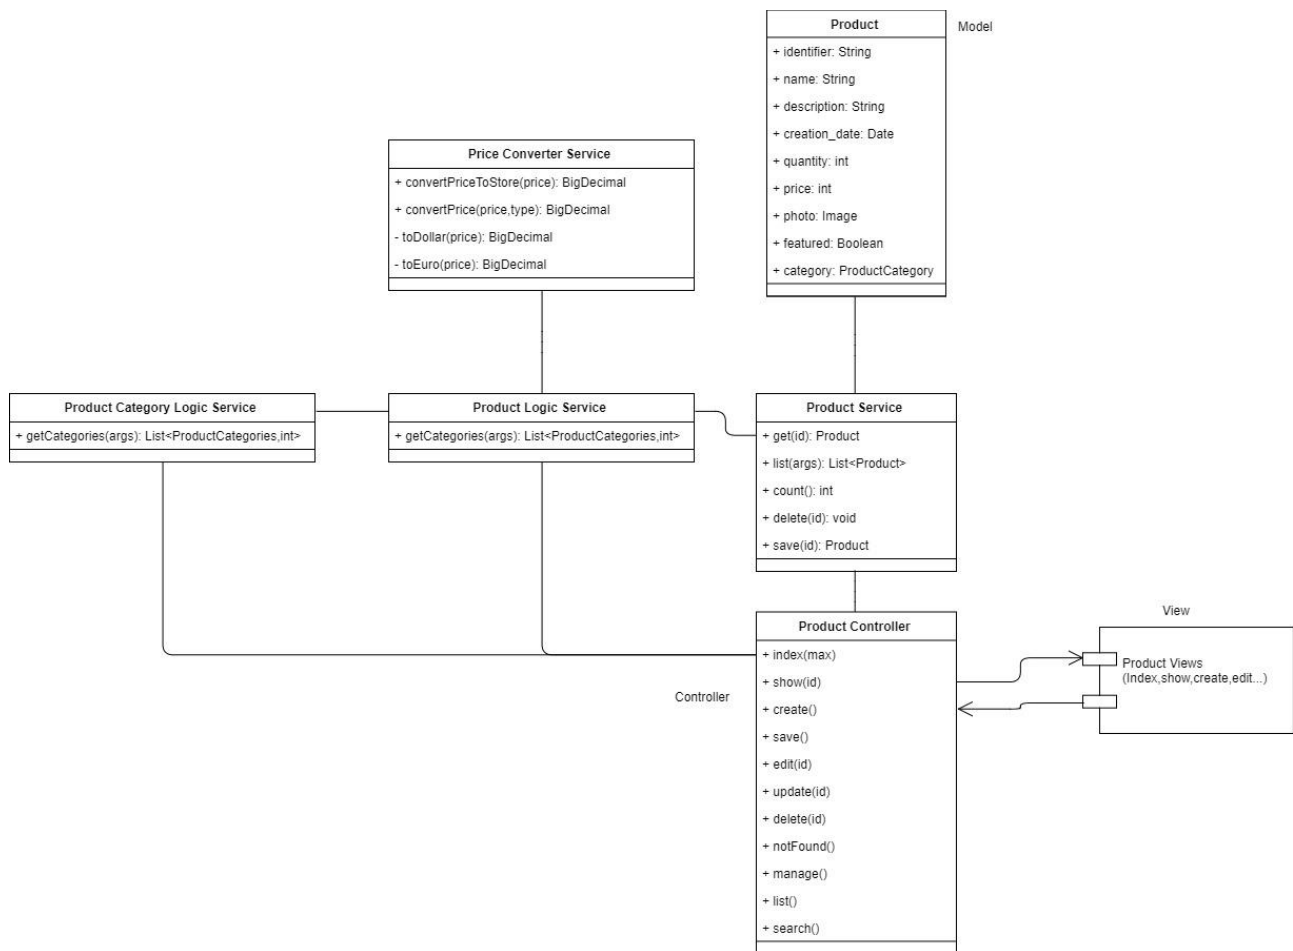 Product
Model
+ identifier: String
+ name: String
+ description: String
+ creation_date: Date
+ quantity: int
+ price: int
+ photo: Image
+ featured: Boolean
+ category: ProductCategory
Price Converter Service
+ convertPriceToStore(price): BigDecimal
+ convertPrice(price,type): BigDecimal
- toDollar(price): BigDecimal
- toEuro(price): BigDecimal
Product Category Logic Service
+ getCategories(args): List<ProductCategories,int>
Product Logic Service
+ getCategories(args): List<ProductCategories,int>
Product Service
+ get(id): Product
+ list(args): List<Product>
+ count(): int
+ delete(id): void
+ save(id): Product
Product Controller
+ index(max)
+ show(id)
+ create()
+ save()
+ edit(id)
+ update(id)
+ delete(id)
+ notFound()
+ manage()
+ list()
+ search()
Controller
View
Product Views
(Index,show,create,edit...)